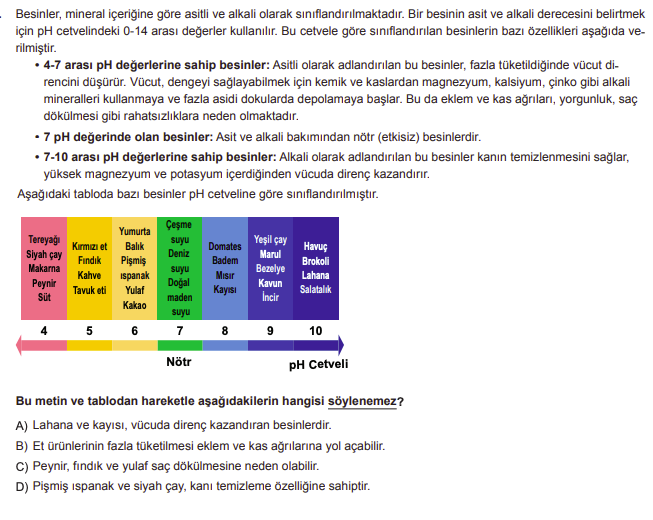 Besinler, mineral içeriğine göre asitli ve alkali olarak sınıflandırılmaktadır. Bir besinin asit ve alkali derecesini belirtmek
için pH cetvelindeki 0-14 arası değerler kullanılır. Bu cetvele göre sınıflandırılan besinlerin bazı özellikleri aşağıda ve-
rilmiştir.
• 4-7 arası pH değerlerine sahip besinler: Asitli olarak adlandırılan bu besinler, fazla tüketildiğinde vücut di-
rencini düşürür. Vücut, dengeyi sağlayabilmek için kemik ve kaslardan magnezyum, kalsiyum, çinko gibi alkali
mineralleri kullanmaya ve fazla asidi dokularda depolamaya başlar. Bu da eklem ve kas ağrıları, yorgunluk, saç
dökülmesi gibi rahatsızlıklara neden olmaktadır.
• 7 pH değerinde olan besinler: Asit ve alkali bakımından nötr (etkisiz) besinlerdir.
• 7-10 arası pH değerlerine sahip besinler: Alkali olarak adlandırılan bu besinler kanın temizlenmesini sağlar,
yüksek magnezyum ve potasyum içerdiğinden vücuda direnç kazandırır.
Aşağıdaki tabloda bazı besinler pH cetveline göre sınıflandırılmıştır.
Tereyağı
Siyah çay
Makarna
Peynir
Süt
Kırmızı et
Fındık
Kahve
Tavuk eti
Yumurta
Balık
Pişmiş
ıspanak
Yulaf
Kakao
Çeşme
suyu
Deniz
suyu
Doğal
maden
suyu
Domates
Badem
Mısır
Kayısı
Yeşil çay
Marul
Bezelye
Kavun
İncir
Havuç
Brokoli
Lahana
Salatalık
4 5 6 7 8 9 10
Nötr
pH Cetveli
Bu metin ve tablodan hareketle aşağıdakilerin hangisi söylenemez?
A) Lahana ve kayısı, vücuda direnç kazandıran besinlerdir.
B) Et ürünlerinin fazla tüketilmesi eklem ve kas ağrılarına yol açabilir.
C) Peynir, fındık ve yulaf saç dökülmesine neden olabilir.
D) Pişmiş ıspanak ve siyah çay, kanı temizleme özelliğine sahiptir.